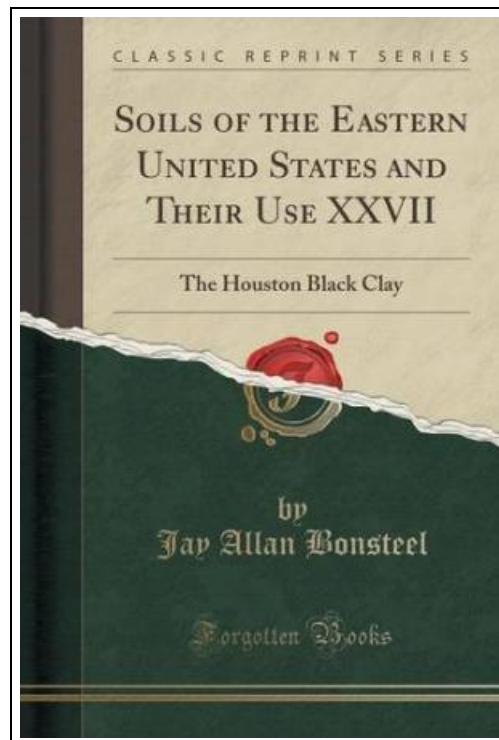 CLASSIC REPRINT SERIES
SOILS OF THE EASTERN
UNITED STATES AND
THEIR USE XXVII
The Houston Black Clay
by
Jay Allan Bonsteel
Forgotten Books